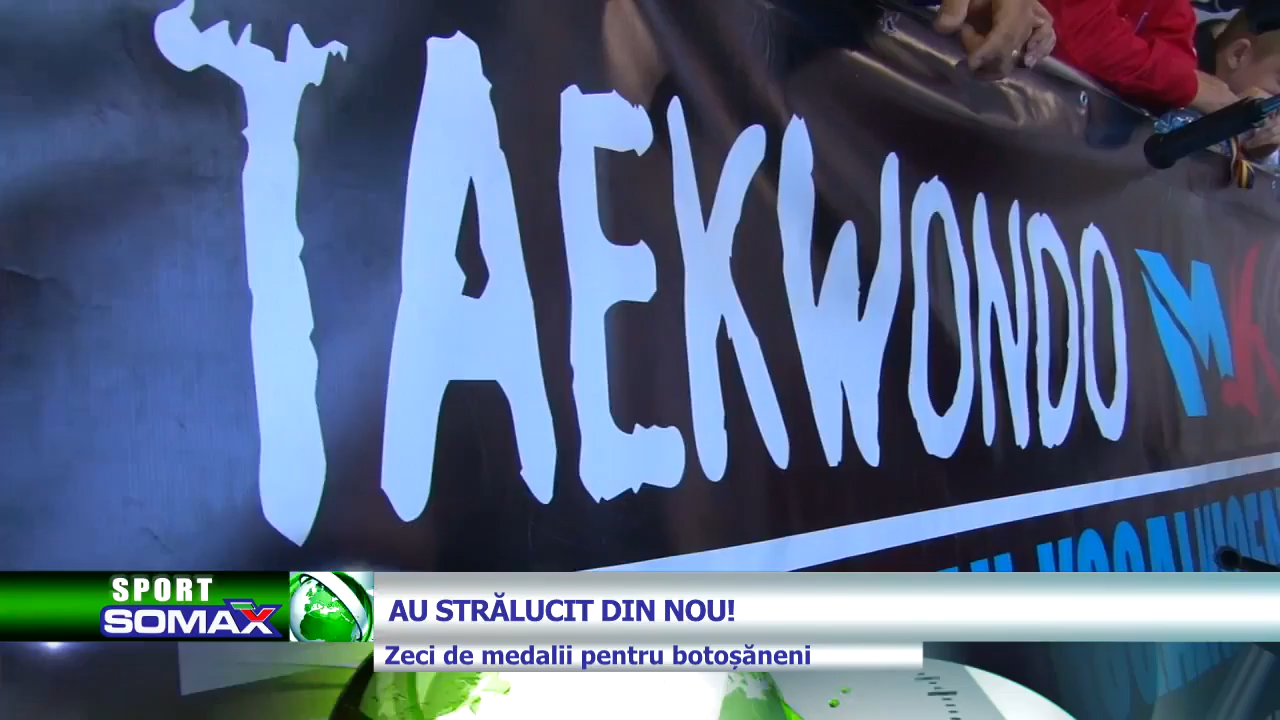 TAEKWONDO
SPORT
SOMAX
AU STRĂLUCIT DIN NOU!
Zeci de medalii pentru botoșăneni